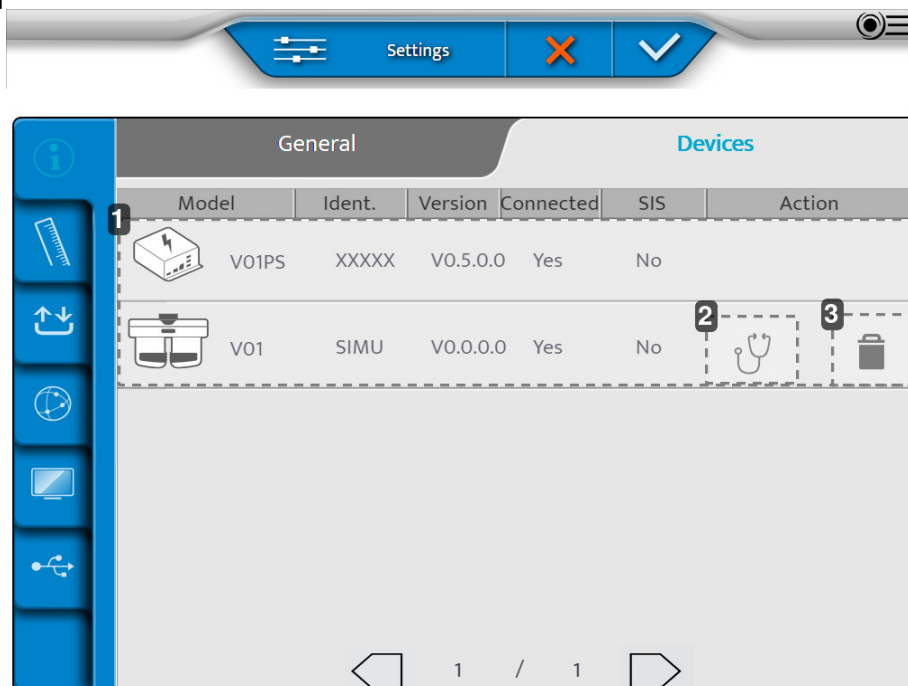 Settings
General Devices
Model Ident. Version Connected SIS Action
1
V01PS XXXXX V0.5.0.0 Yes No
2 3
V01 SIMU V0.0.0.0 Yes No
1 / 1